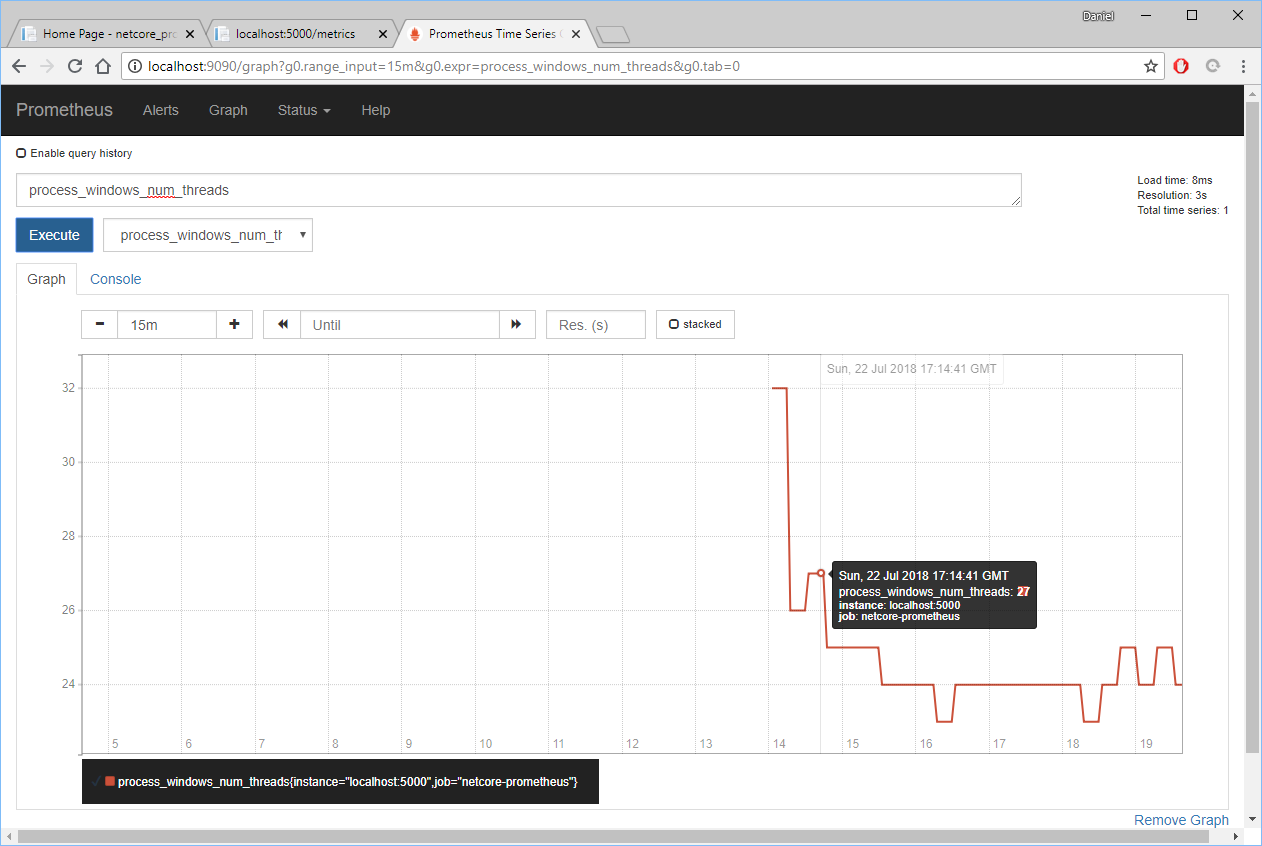 Daniel
Home Page - netcore_pro
localhost:5000/metrics
Prometheus Time Series
localhost:9090/graph?g0.range_input=15m&g0.expr=process_windows_num_threads&g0.tab=0
Prometheus Alerts Graph Status Help
Enable query history
process_windows_num_threads
Load time: 8ms
Resolution: 3s
Total time series: 1
Execute process_windows_num_th
Graph Console
15m Until Res. (s) stacked
Sun, 22 Jul 2018 17:14:41 GMT
32
30
28
26
24
Sun, 22 Jul 2018 17:14:41 GMT
process_windows_num_threads: 27
instance: localhost:5000
job: netcore-prometheus
5 6 7 8 9 10 11 12 13 14 15 16 17 18 19
process_windows_num_threads{instance="localhost:5000",job="netcore-prometheus"}
Remove Graph